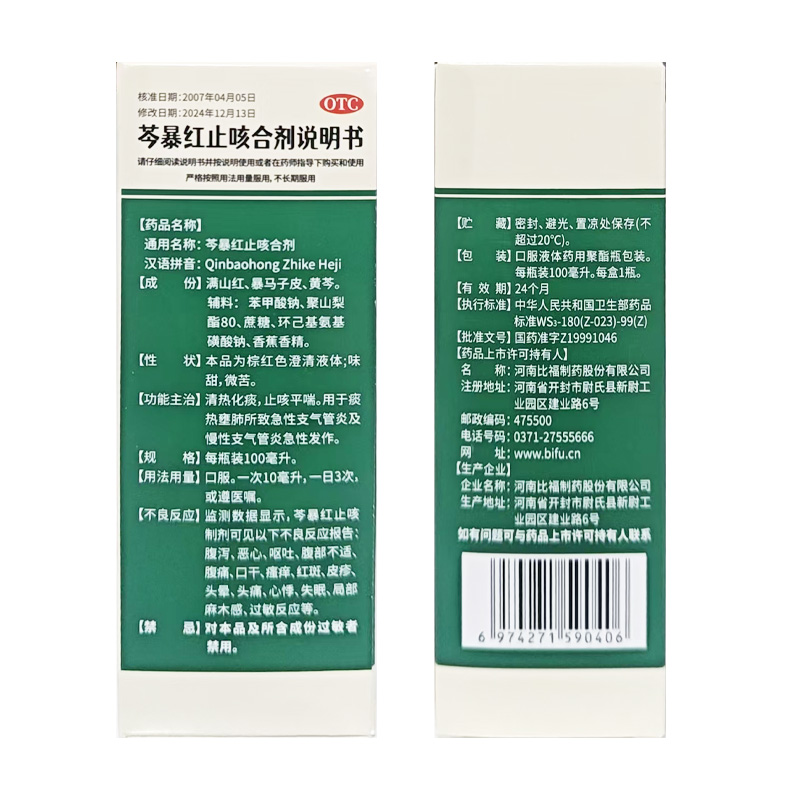 核准日期:2007年04月05日
修改日期:2024年12月13日
OTC
芩暴红止咳合剂说明书
请仔细阅读说明书并按说明使用或者在药师指导下购买和使用
严格按照用法用量服用,不长期服用
【药品名称】
通用名称:芩暴红止咳合剂
汉语拼音:Qinbaohong Zhike Heji
【成 份】满山红、暴马子皮、黄芩。
辅料:苯甲酸钠、聚山梨
酯80、蔗糖、环己基氨基
磺酸钠、香蕉香精。
【性 状】本品为棕红色澄清液体;味
甜,微苦。
【功能主治】清热化痰,止咳平喘。用于痰
热壅肺所致急性支气管炎及
慢性支气管炎急性发作。
【规 格】每瓶装100毫升。
【用法用量】口服。一次10毫升,一日3次,
或遵医嘱。
【不良反应】监测数据显示,芩暴红止咳
制剂可见以下不良反应报告:
腹泻、恶心、呕吐、腹部不适、
腹痛、口干、瘙痒、红斑、皮疹、
头晕、头痛、心悸、失眠、局部
麻木感、过敏反应等。
【禁 忌】对本品及所含成份过敏者
禁用。
【贮 藏】密封、避光、置凉处保存(不
超过20℃)。
【包 装】口服液体药用聚酯瓶包装。
每瓶装100毫升。每盒1瓶。
【有 效 期】24个月
【执行标准】中华人民共和国卫生部药品
标准WS₃-180(Z-023)-99(Z)
【批准文号】国药准字Z19991046
【药品上市许可持有人】
名 称:河南比福制药股份有限公司
注册地址:河南省开封市尉氏县新尉工
业园区建业路6号
邮政编码:475500
电话号码:0371-27555666
网 址:www.bifu.cn
【生产企业】
企业名称:河南比福制药股份有限公司
生产地址:河南省开封市尉氏县新尉工
业园区建业路6号
如有问题可与药品上市许可持有人联系
6 974271 590406